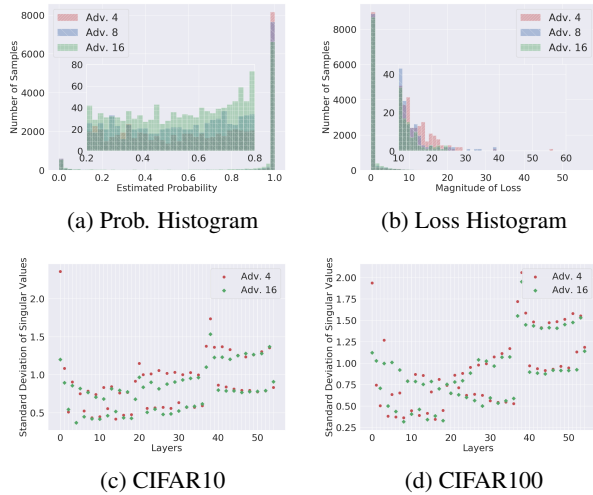 Number of Samples
8000
6000
4000
2000
0
Adv. 4
Adv. 8
Adv. 16
80
60
40
20
0
0.2 0.4 0.6 0.8
0.0 0.2 0.4 0.6 0.8 1.0
Estimated Probability
(a) Prob. Histogram
Number of Samples
8000
6000
4000
2000
0
Adv. 4
Adv. 8
Adv. 16
40
20
0
10 20 30 40 50 60
0 10 20 30 40 50
Magnitude of Loss
(b) Loss Histogram
Standard Deviation of Singular Values
2.0
1.5
1.0
0.5
Adv. 4
Adv. 16
0 10 20 30 40 50
Layers
(c) CIFAR10
Standard Deviation of Singular Values
2.00
1.75
1.50
1.25
1.00
0.75
0.50
0.25
Adv. 4
Adv. 16
0 10 20 30 40 50
Layers
(d) CIFAR100